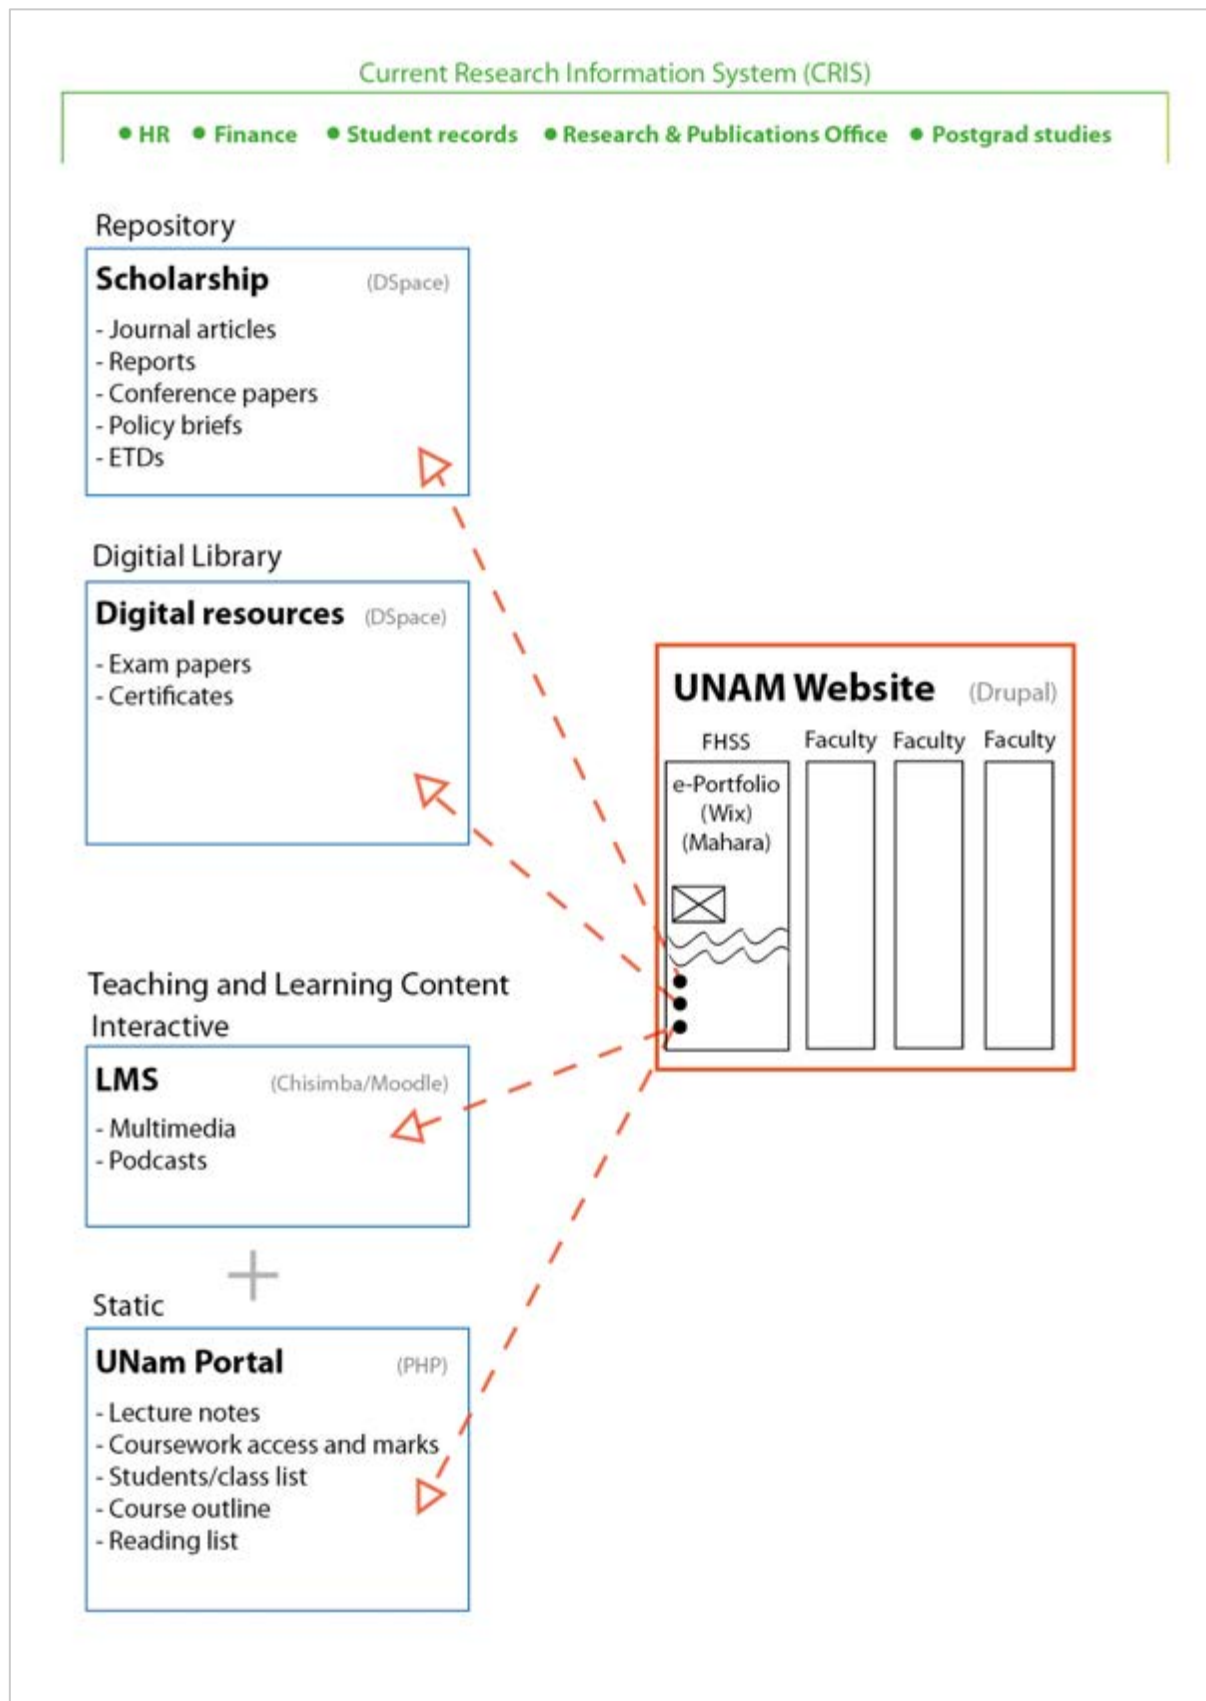 Current Research Information System (CRIS)
● HR ● Finance ● Student records ● Research & Publications Office ● Postgrad studies
Repository
Scholarship (DSpace)
- Journal articles
- Reports
- Conference papers
- Policy briefs
- ETDs
Digitial Library
Digital resources (DSpace)
- Exam papers
- Certificates
UNAM Website (Drupal)
FHSS Faculty Faculty Faculty
e-Portfolio
(Wix)
(Mahara)
Teaching and Learning Content
Interactive
LMS (Chisimba/Moodle)
- Multimedia
- Podcasts
Static
UNam Portal (PHP)
- Lecture notes
- Coursework access and marks
- Students/class list
- Course outline
- Reading list